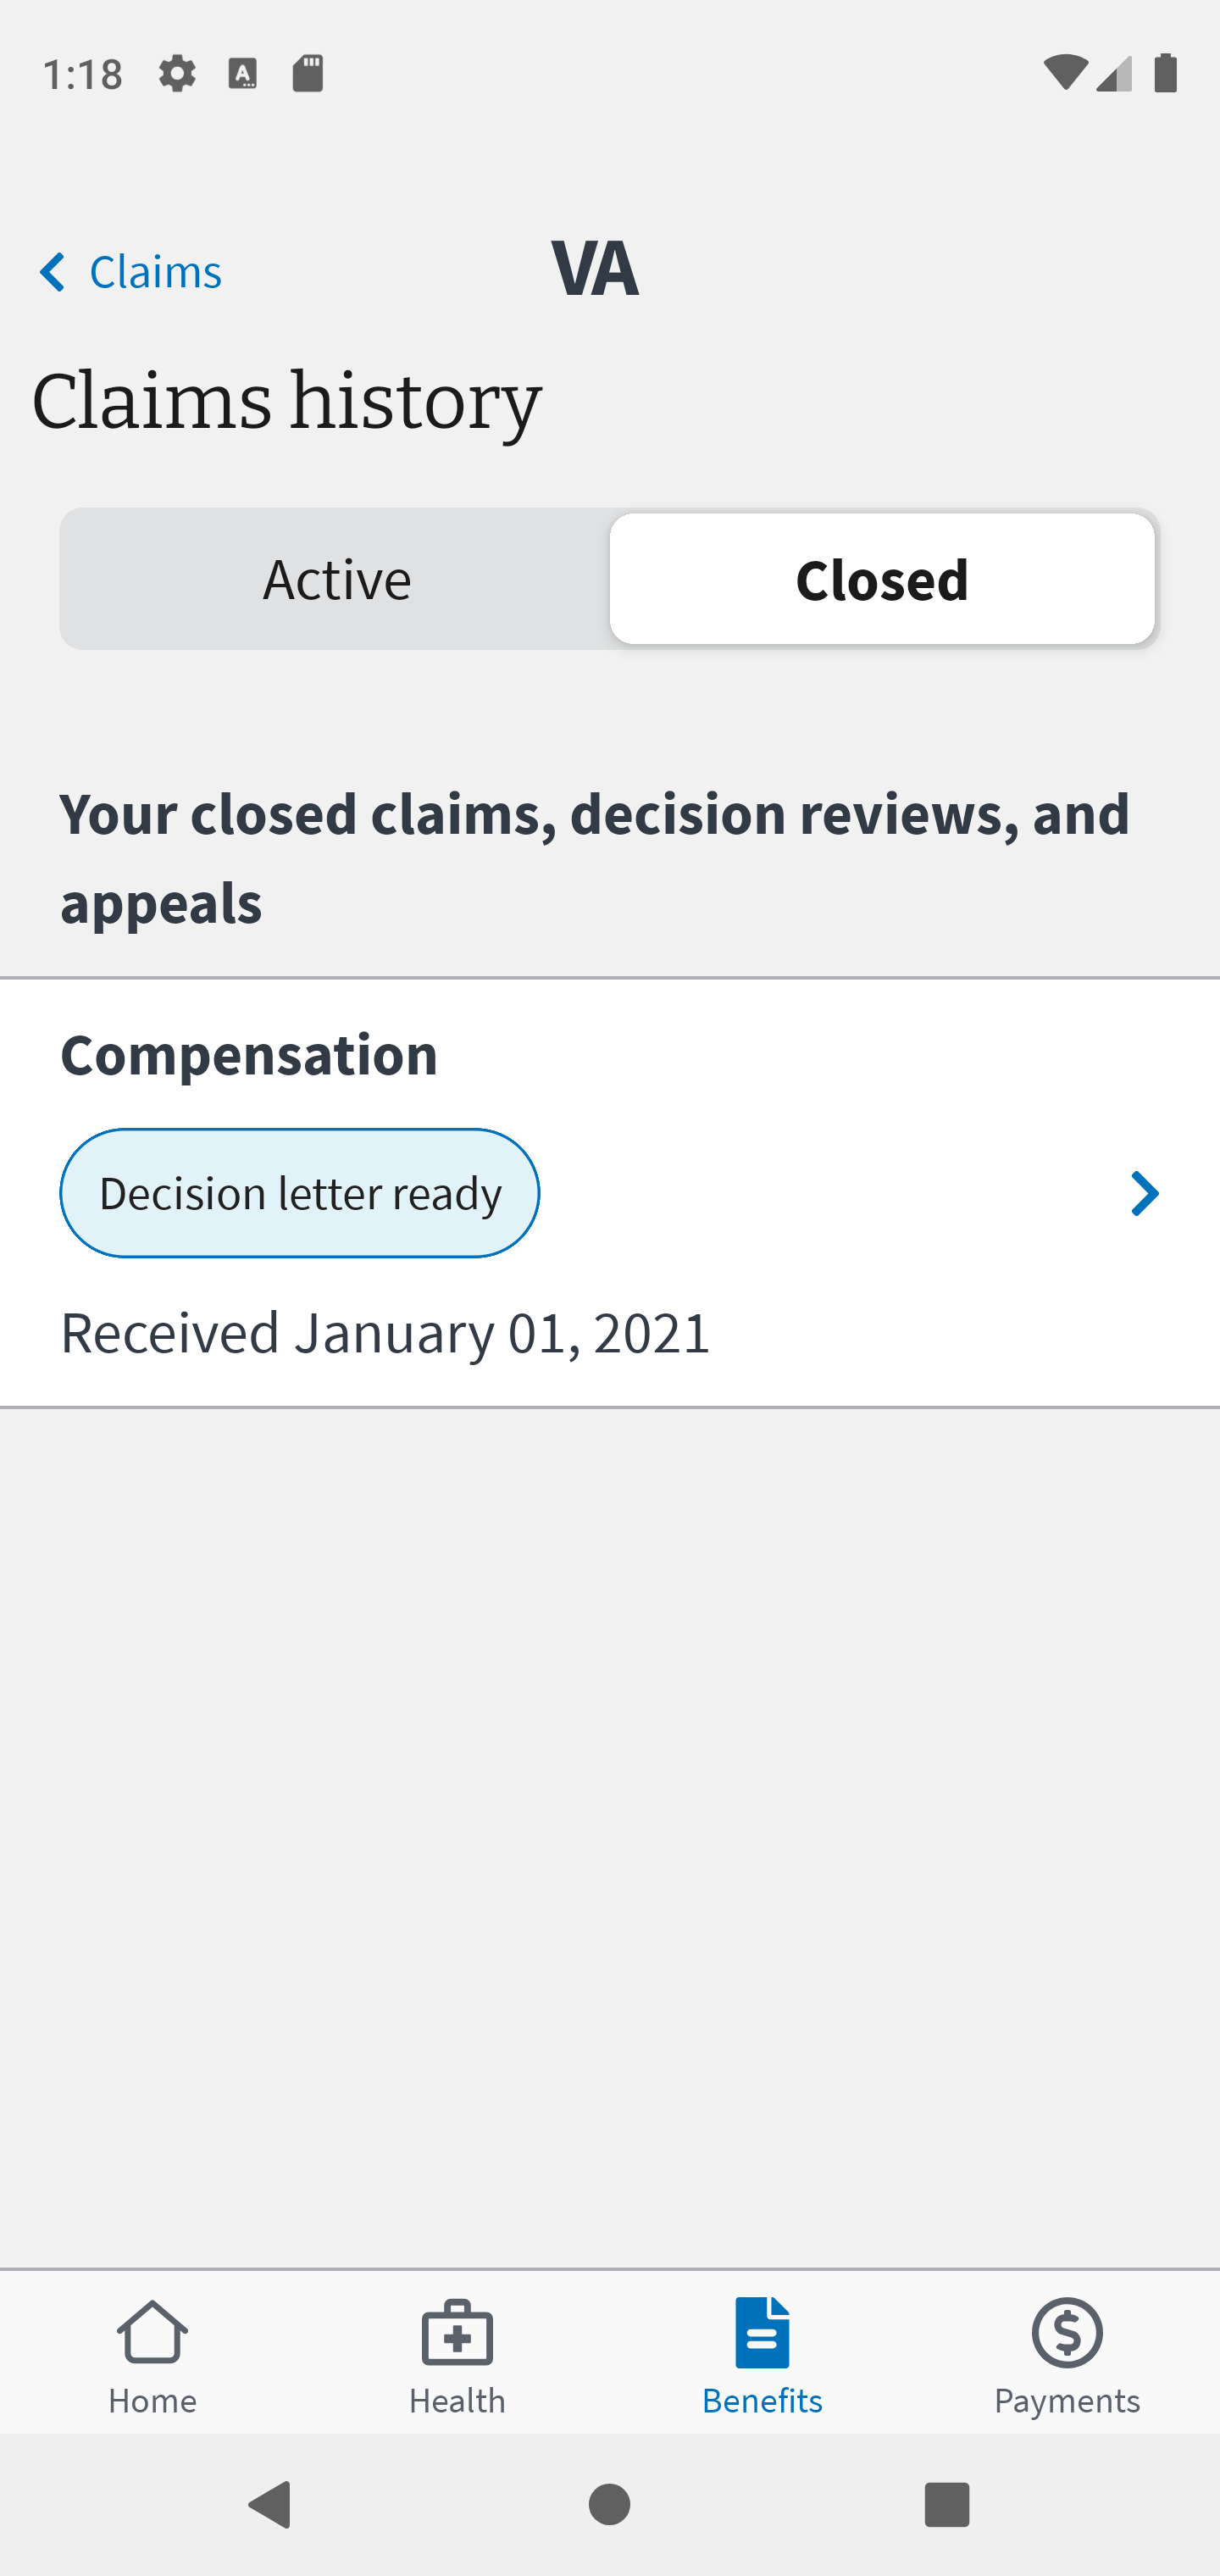 1:18
Claims
VA
Claims history
Active
Closed
Your closed claims, decision reviews, and
appeals
Compensation
Decision letter ready
Received January 01, 2021
Home
Health
Benefits
Payments